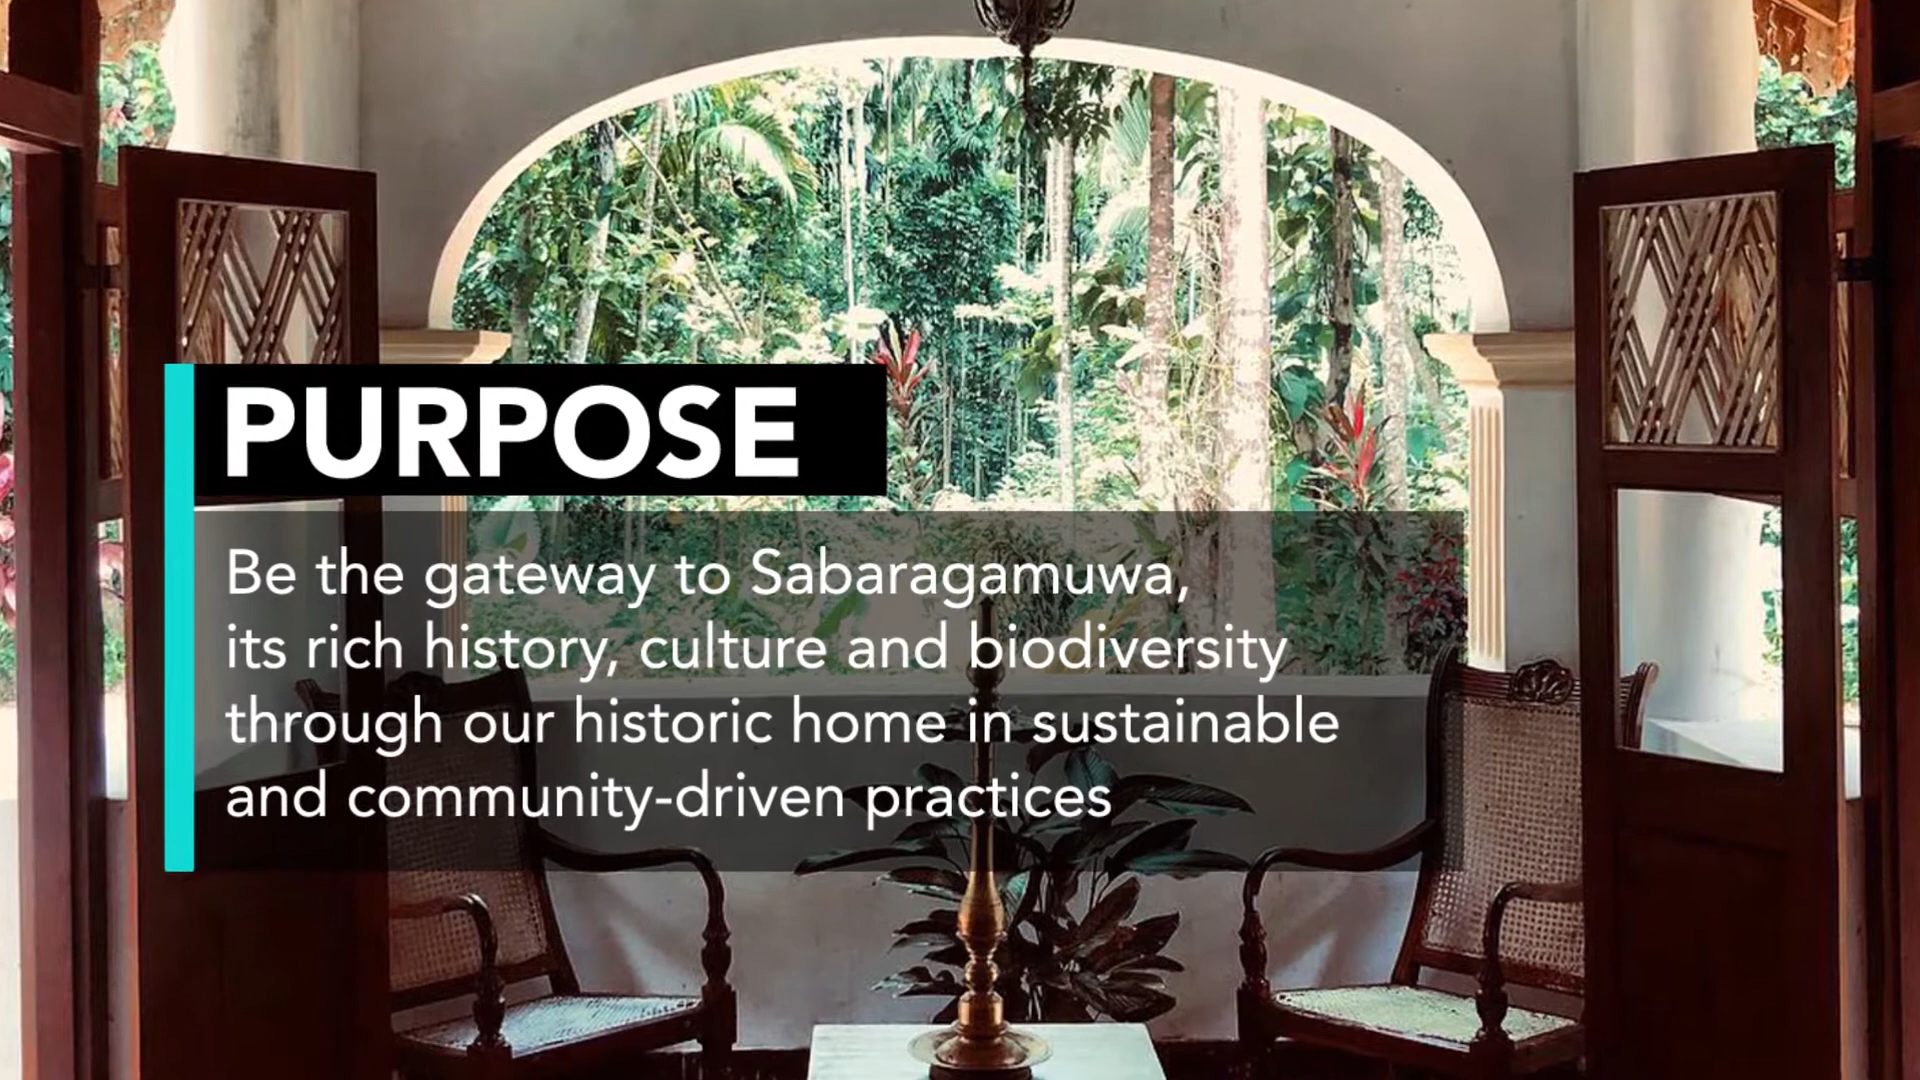 PURPOSE
Be the gateway to Sabaragamuwa,
its rich history, culture and biodiversity
through our historic home in sustainable
and community-driven practices